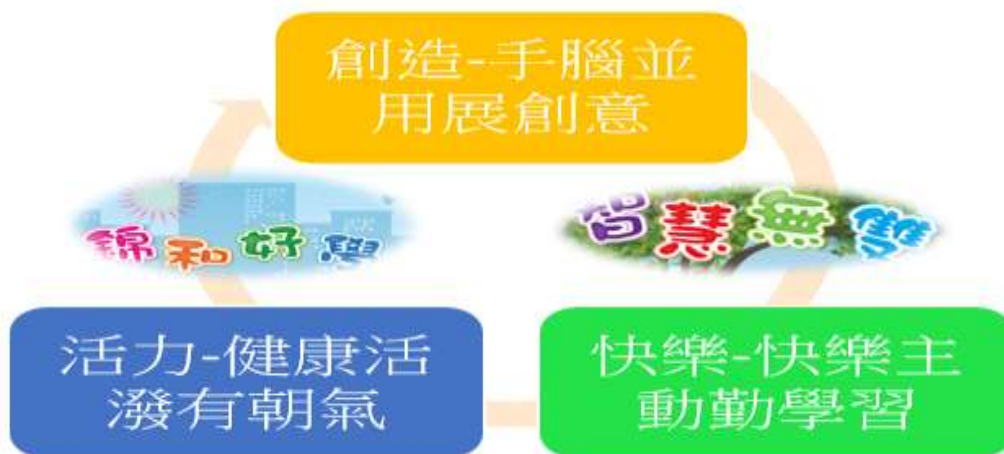 創造-手腦並
用展創意
錦和好學
智慧無
活力-健康活
潑有朝氣
快樂-快樂主
動勤學習